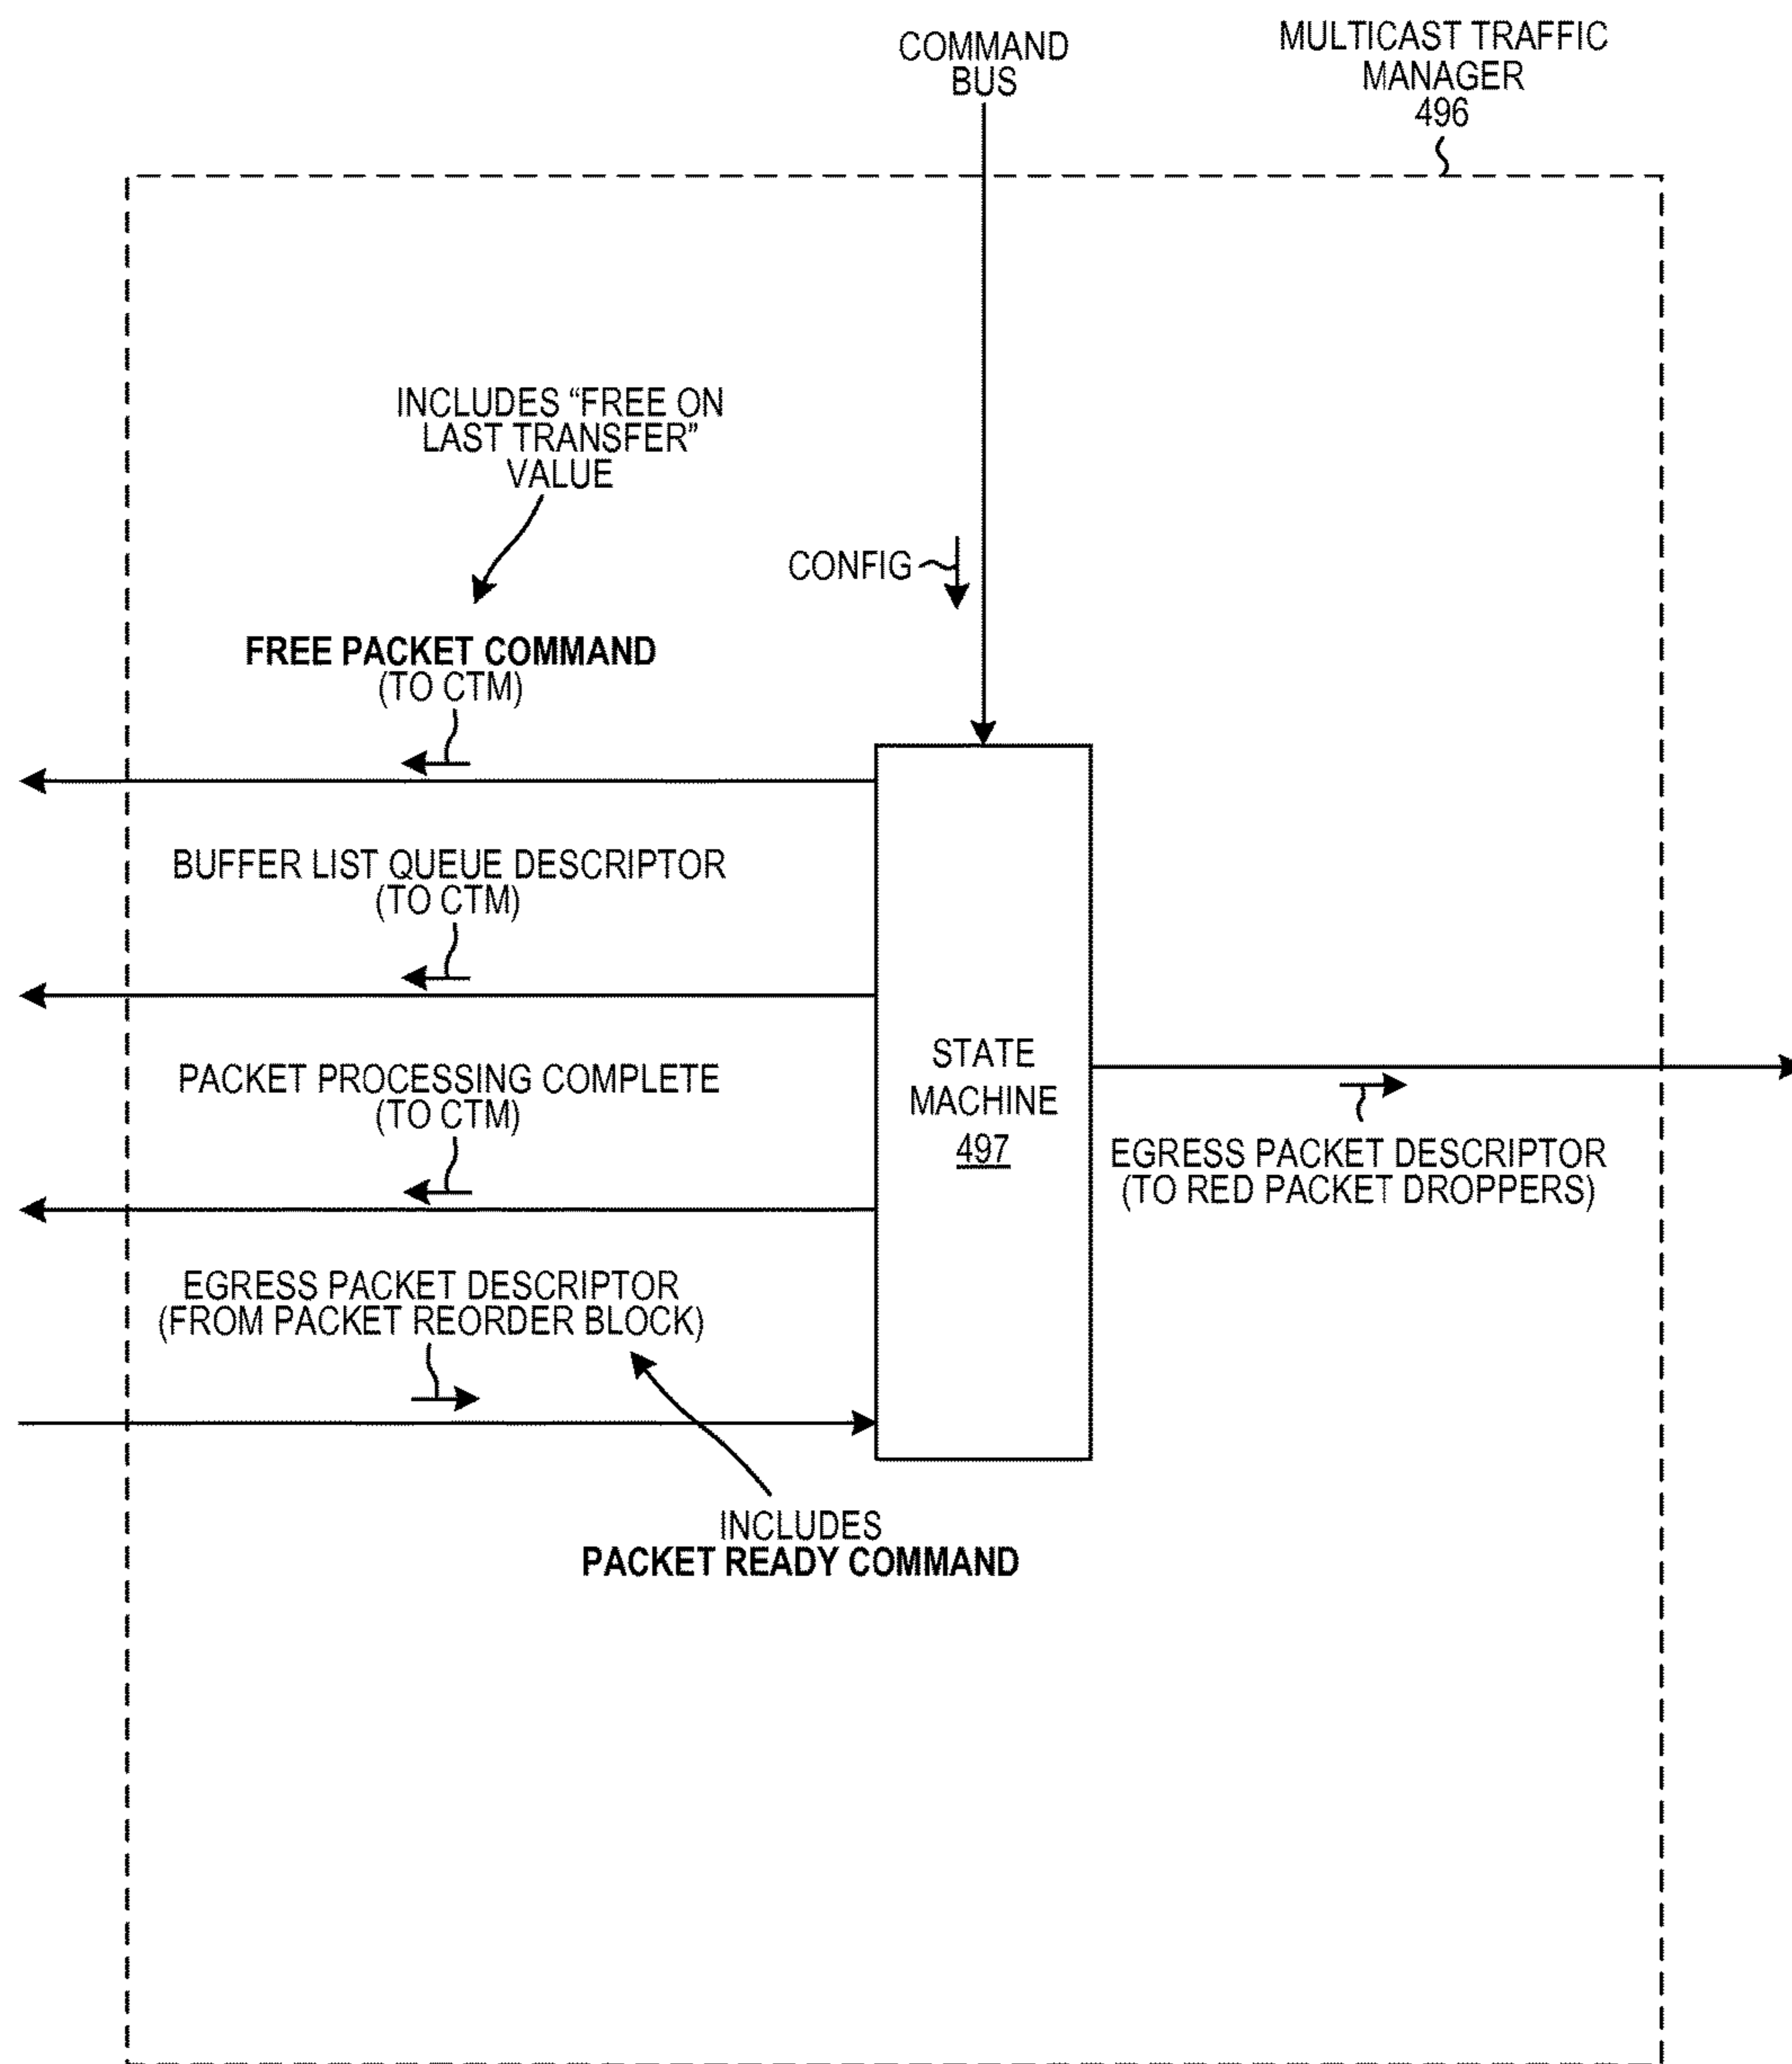 COMMAND
BUS
MULTICAST TRAFFIC
MANAGER
496
INCLUDES “FREE ON
LAST TRANSFER”
VALUE
CONFIG
FREE PACKET COMMAND
(TO CTM)
BUFFER LIST QUEUE DESCRIPTOR
(TO CTM)
PACKET PROCESSING COMPLETE
(TO CTM)
EGRESS PACKET DESCRIPTOR
(FROM PACKET REORDER BLOCK)
STATE
MACHINE
497
EGRESS PACKET DESCRIPTOR
(TO RED PACKET DROPPERS)
INCLUDES
PACKET READY COMMAND